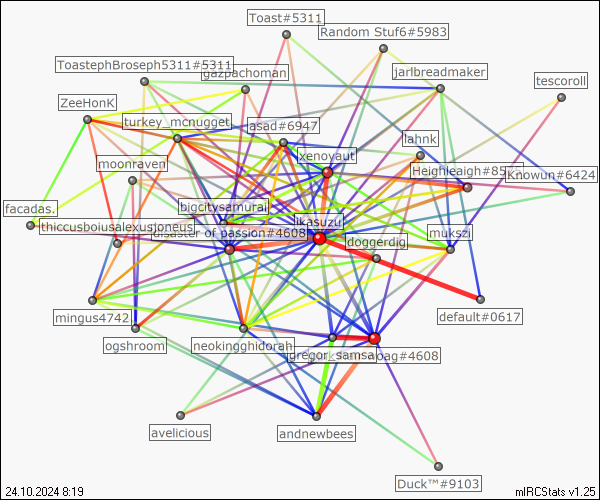 Toast#5311
Random Stuf6#5983
ToastephBroseph5311#5311
gazpachoman
jarlbreadmaker
tescoroll
ZeeHonK
turkey_mcnugget
asad#6947
lahnk
xenoyaut
moonraven
Heighleaigh#85
Knowun#6424
facadas.
bigcitysamurai
likasuzu
thiccusboiusalexusjoneus
disaster of passion#4608
doggerdig
mukszi
mingus4742
default#0617
ogshroom
neokingghidorah
gregor_samsa
oag#4608
avelicious
andnewbees
Duck™#9103
24.10.2024 8:19
mIRCStats v1.25